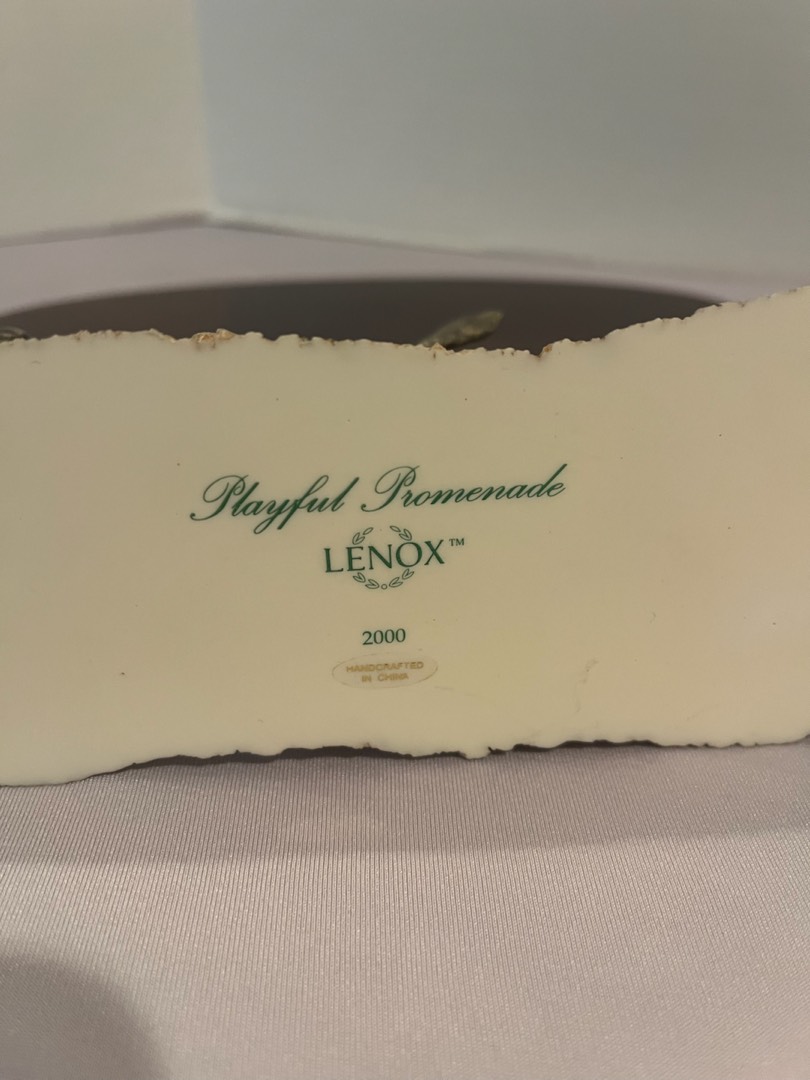 Playful Promenade
LENOX™
2000
HANDCRAFTED
IN CHINA